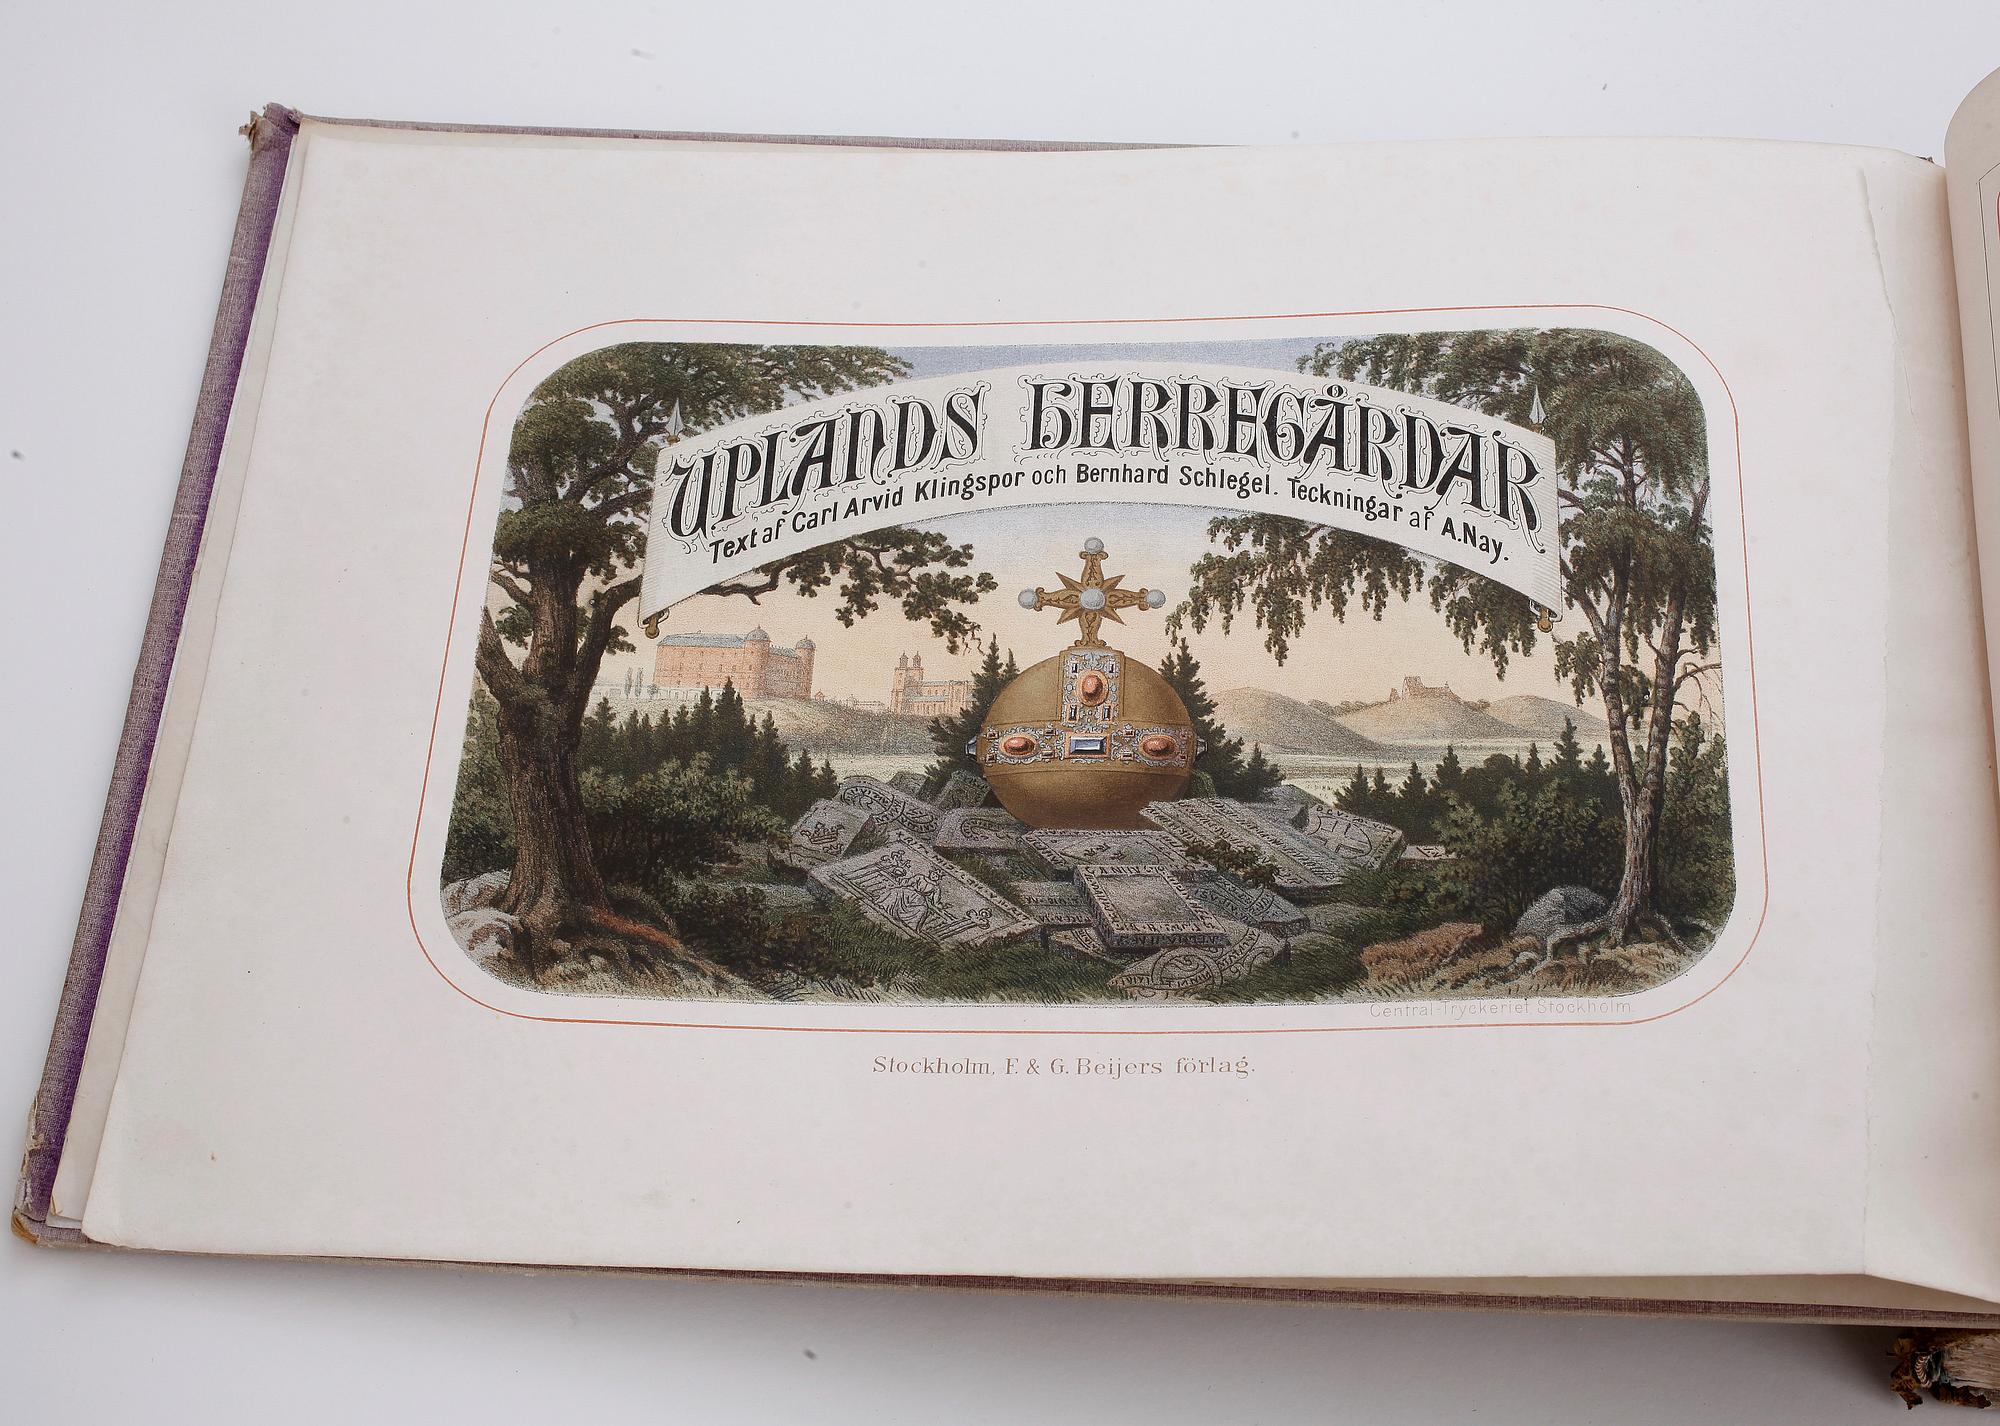 UPLANDS HERREGÅRDAR
Text af Carl Arvid Klingspor och Bernhard Schlegel. Teckningar af A. Nay.
Central-Tryckeriet, Stockholm.
Stockholm, F. & G. Beijers förlag.